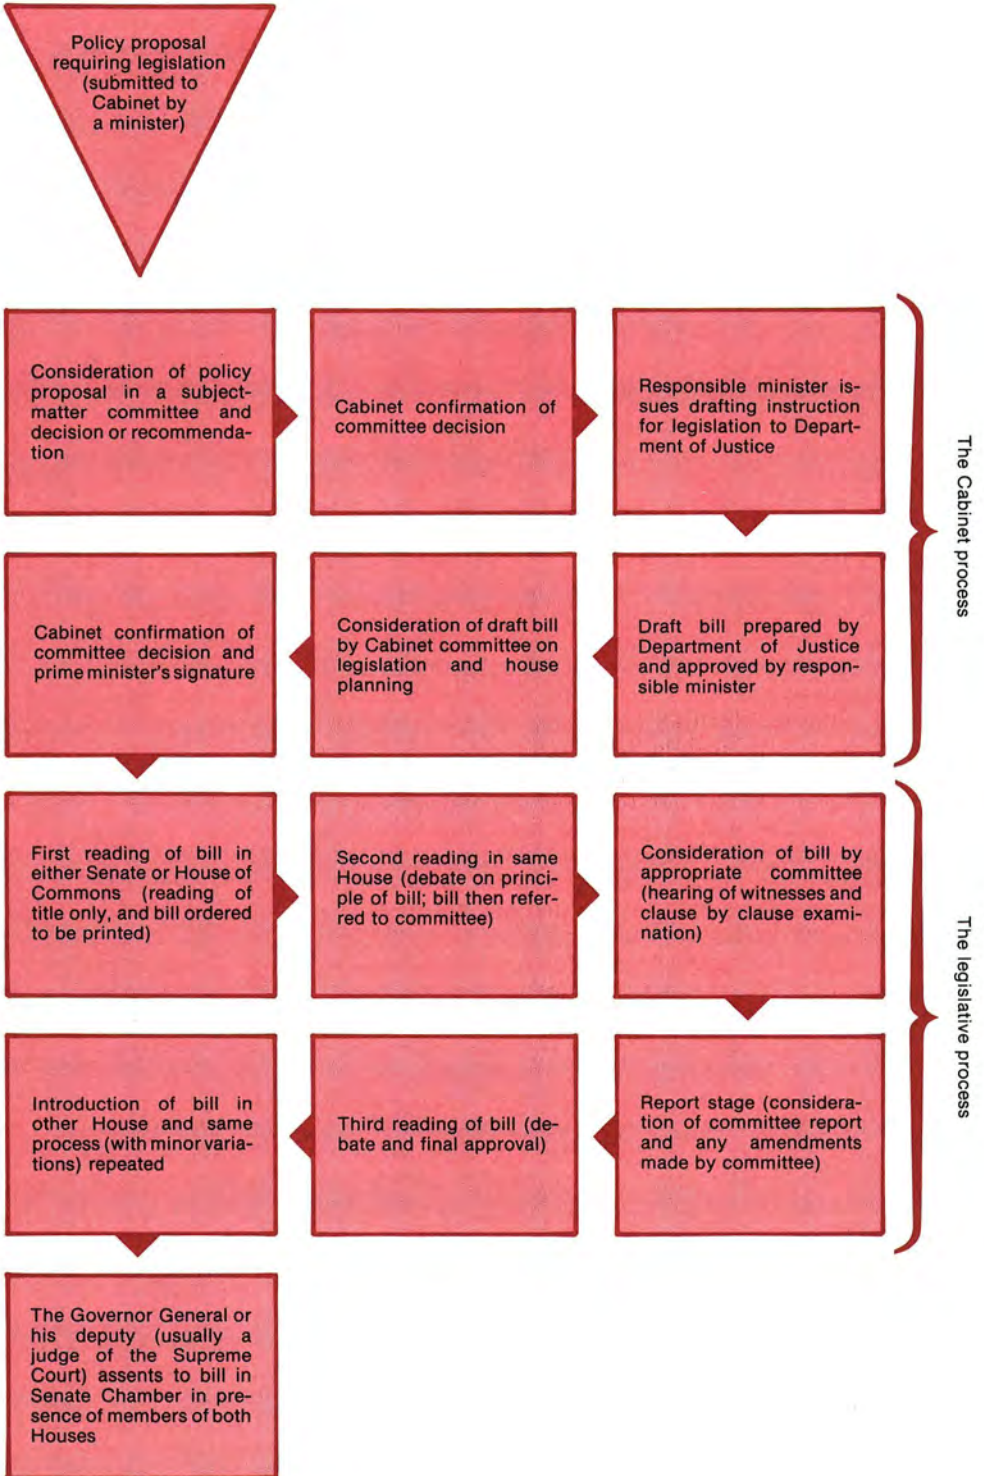 Policy proposal
requiring legislation
(submitted to
Cabinet by
a minister)
Consideration of policy
proposal in a subject-
matter committee and
decision or recommenda-
tion
Cabinet confirmation of
committee decision
Responsible minister is-
sues drafting instruction
for legislation to Depart-
ment of Justice
The Cabinet process
Draft bill prepared by
Department of Justice
and approved by respon-
sible minister
Consideration of draft bill
by Cabinet committee on
legislation and house
planning
Cabinet confirmation of
committee decision and
prime minister's signature
First reading of bill in
either Senate or House of
Commons (reading of
title only, and bill ordered
to be printed)
Second reading in same
House (debate on princi-
ple of bill; bill then refer-
red to committee)
Consideration of bill by
appropriate committee
(hearing of witnesses and
clause by clause exami-
nation)
The legislative process
Report stage (considera-
tion of committee report
and any amendments
made by committee)
Third reading of bill (de-
bate and final approval)
Introduction of bill in
other House and same
process (with minor varia-
tions) repeated
The Governor General or
his deputy (usually a
judge of the Supreme
Court) assents to bill in
Senate Chamber in pre-
sence of members of both
Houses